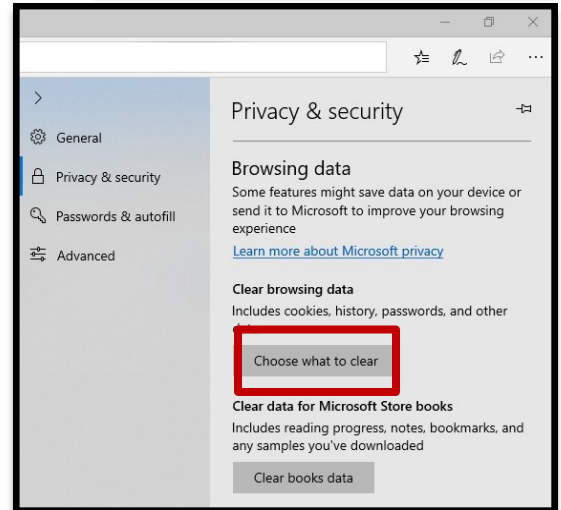 Privacy & security
General
Privacy & security
Passwords & autofill
Advanced
Browsing data
Some features might save data on your device or
send it to Microsoft to improve your browsing
experience
Learn more about Microsoft privacy
Clear browsing data
Includes cookies, history, passwords, and other
Choose what to clear
Clear data for Microsoft Store books
Includes reading progress, notes, bookmarks, and
any samples you've downloaded
Clear books data